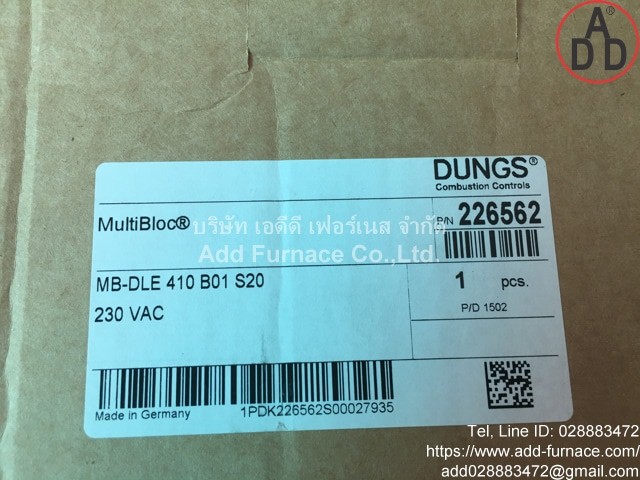 ADD
DUNGS®
Combustion Controls
MultiBloc®
P/N 226562
บริษัท เอดีดี เฟอร์เนส จำกัด
Add Furnace Co.,Ltd.
MB-DLE 410 B01 S20
1 pcs.
230 VAC
P/D 1502
Made in Germany
1PDK226562S00027935
Tel, Line ID: 028883472
https://www.add-furnace.com/
add028883472@gmail.com